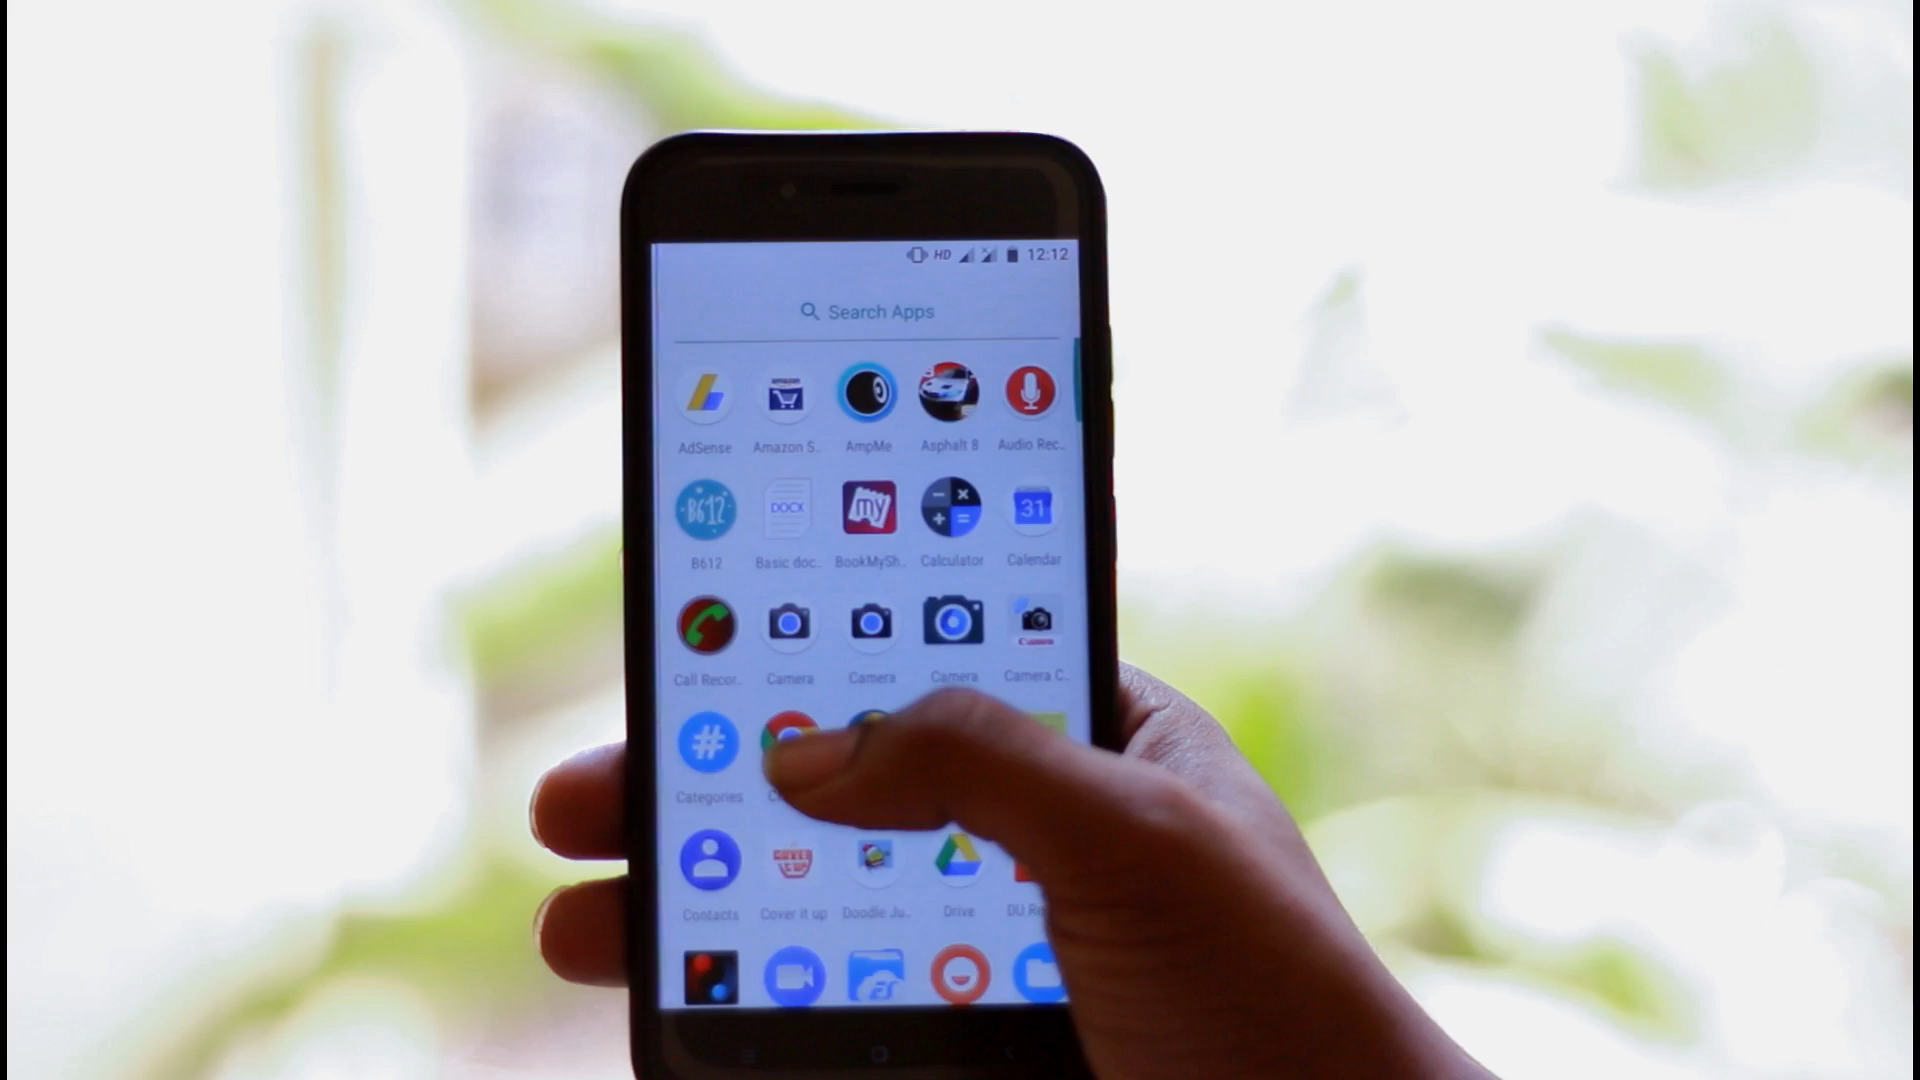 HD 12:12
Search Apps
amazon
AdSense Amazon S.. AmpMe Asphalt 8 Audio Rec..
B612 DOCX my 31
B612 Basic doc.. BookMySh.. Calculator Calendar
Canon
Call Recor.. Camera Camera Camera Camera C..
#
Categories
COVER IT UP
Contacts Cover it up Doodle Ju.. Drive
ES